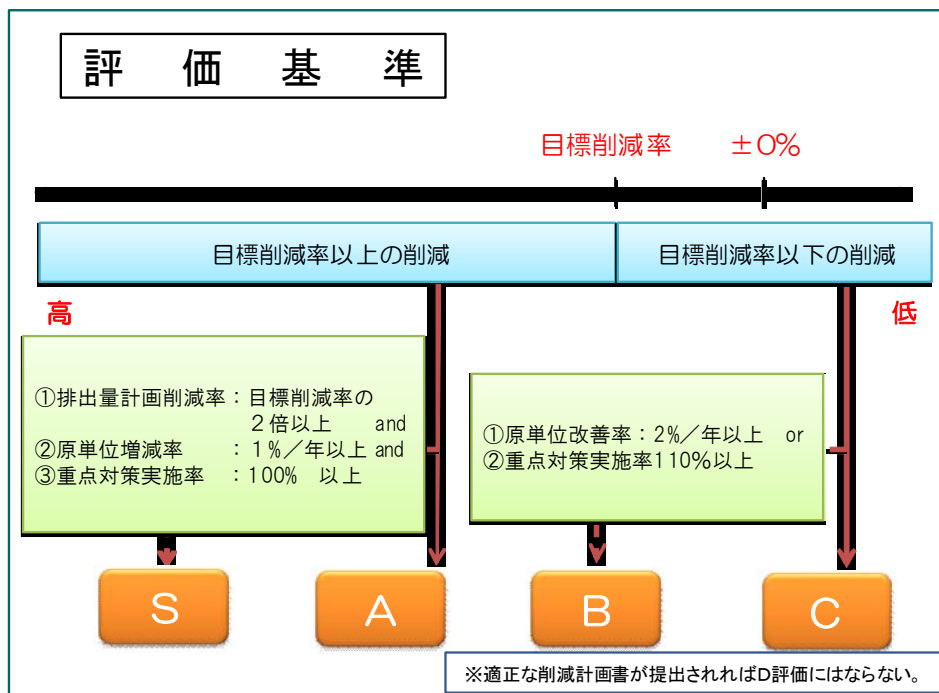 評価基準
目標削減率 ±0%
目標削減率以上の削減 目標削減率以下の削減
高 低
①排出量計画削減率：目標削減率の
２倍以上 and
②原単位増減率 ：１%／年以上 and
③重点対策実施率 ：100% 以上
①原単位改善率：2%／年以上 or
②重点対策実施率110%以上
S A B C
※適正な削減計画書が提出されればD評価にはならない。